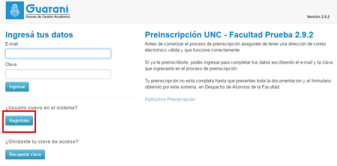 Guaraní
Sistema de Gestión Académica
Versión 2.9.2
Ingresá tus datos
E-mail
Clave
Ingresar
¿Usuario nuevo en el sistema?
Registrate
¿Olvidaste tu clave de acceso?
Recuperar clave
Preinscripción UNC - Facultad Prueba 2.9.2
Antes de comenzar el proceso de preinscripción asegurate de tener una dirección de correo
electrónico válida y que funcione correctamente.
Si ya te preinscribiste, podés ingresar para completar tus datos escribiendo el e-mail y la clave
que ingresaste en el proceso de preinscripción.
Tu preinscripción no está completa hasta que presentes toda la documentación y el formulario
obtenido por este sistema, en Despacho de Alumnos de la Facultad.
Instructivo Preinscripción